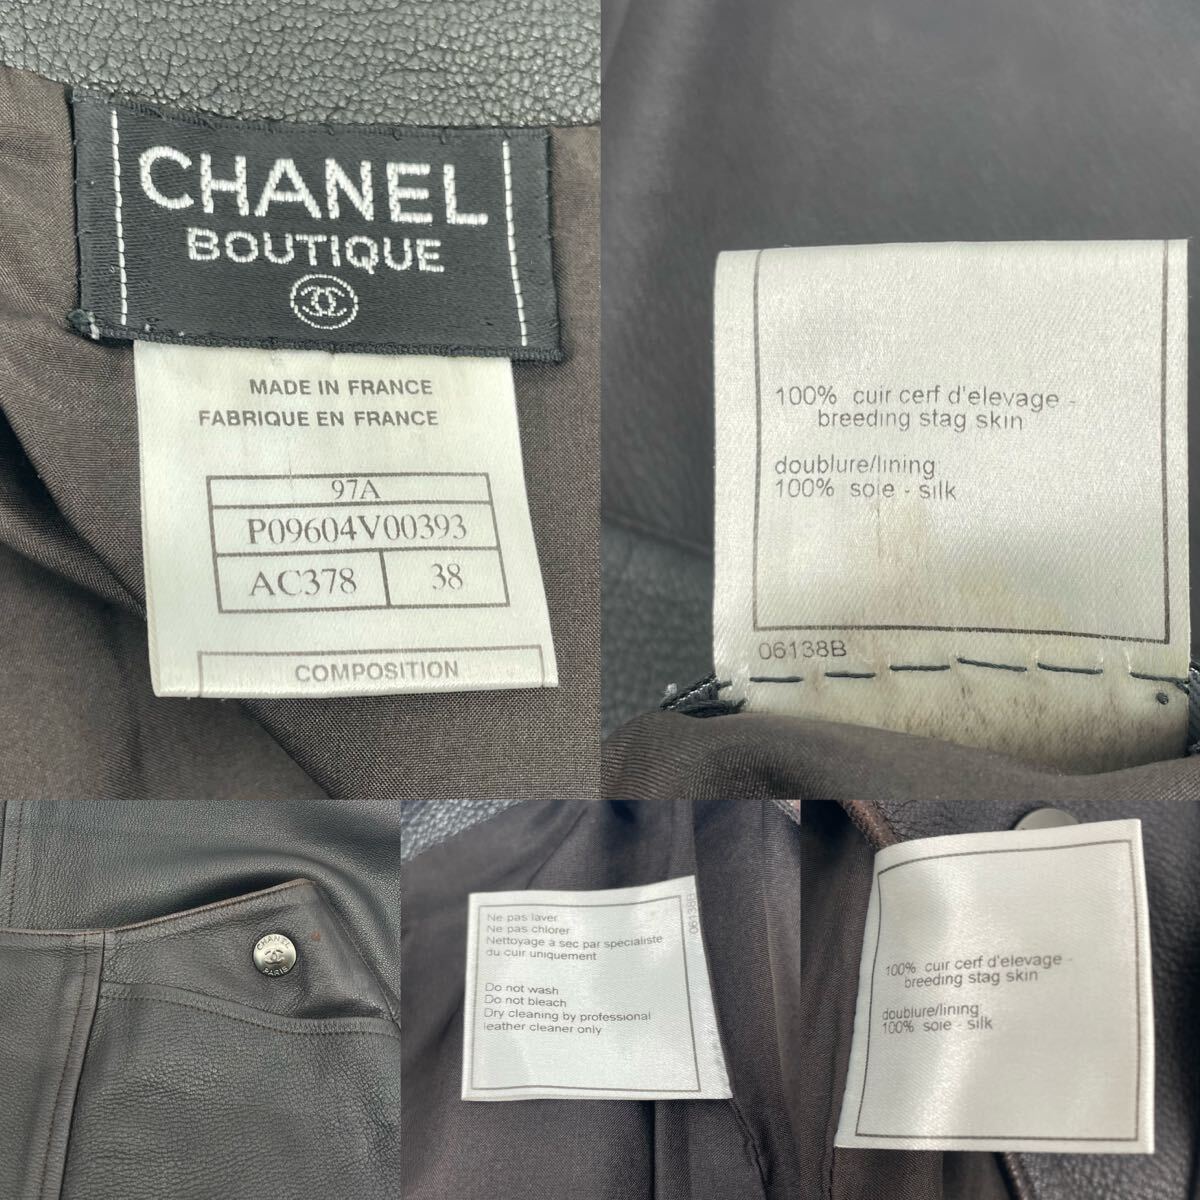 CHANEL
BOUTIQUE
MADE IN FRANCE
FABRIQUE EN FRANCE
97A
P09604V00393
AC378 38
COMPOSITION
100% cuir cerf d'elevage -
breeding stag skin
doublure/lining
100% soie - silk
06138B
CHANEL
PARIS
Ne pas laver
Ne pas chlorer
Nettoyage à sec par spécialiste
du cuir uniquement
Do not wash
Do not bleach
Dry cleaning by professional
leather cleaner only
06138B
100% cuir cerf d'elevage -
breeding stag skin
doublure/lining
100% soie - silk